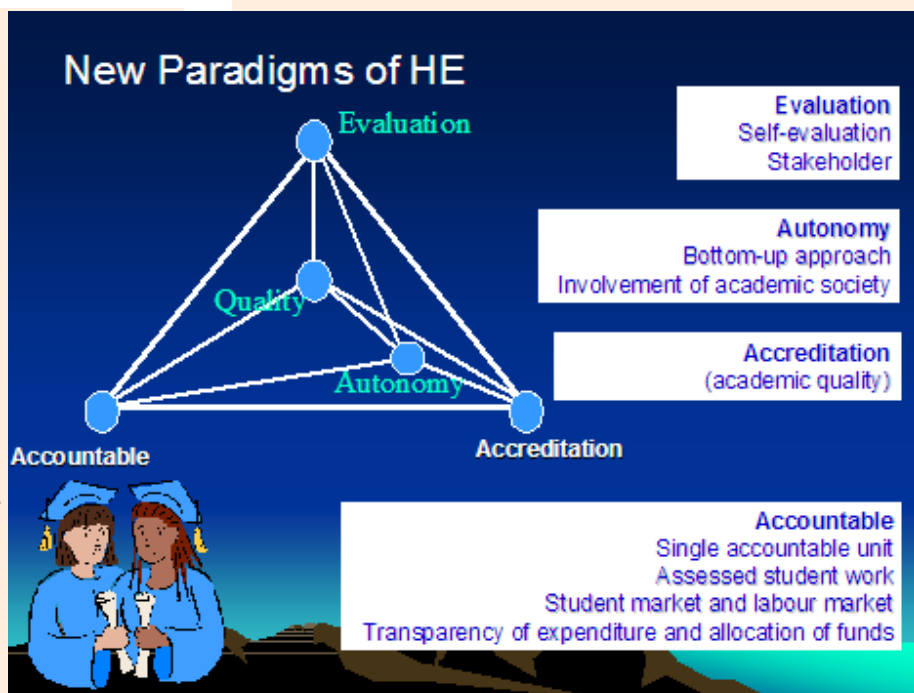 New Paradigms of HE
Evaluation
Quality
Autonomy
Accountable
Accreditation
Evaluation
Self-evaluation
Stakeholder
Autonomy
Bottom-up approach
Involvement of academic society
Accreditation
(academic quality)
Accountable
Single accountable unit
Assessed student work
Student market and labour market
Transparency of expenditure and allocation of funds